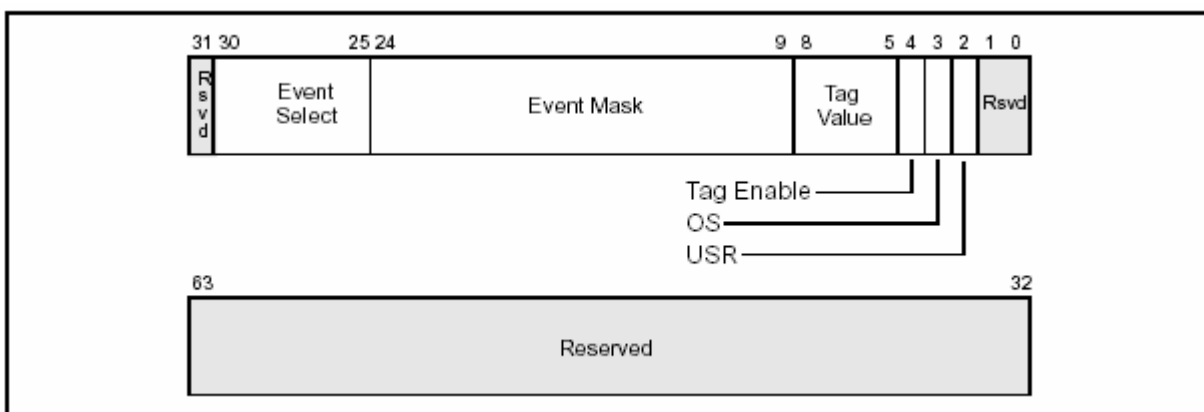 31 30 25 24 9 8 5 4 3 2 1 0
Rsvd
Event
Select
Event Mask
Tag
Value
Rsvd
Tag Enable
OS
USR
63 32
Reserved